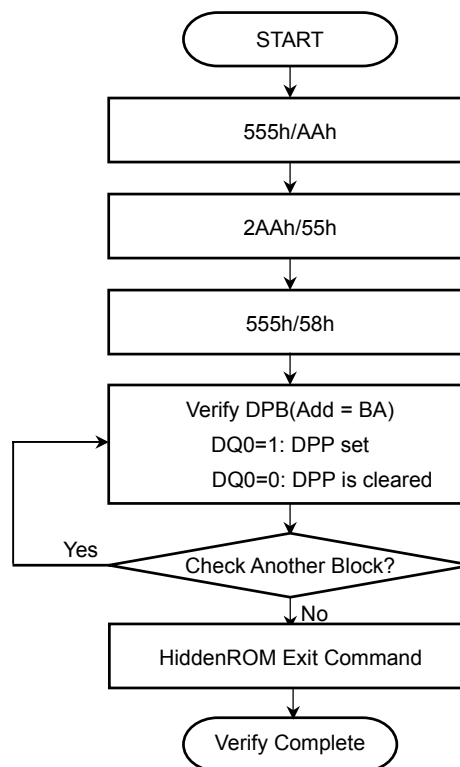 START
555h/AAh
2AAh/55h
555h/58h
Verify DPB(Add = BA)
DQ0=1: DPP set
DQ0=0: DPP is cleared
Yes
Check Another Block?
No
HiddenROM Exit Command
Verify Complete